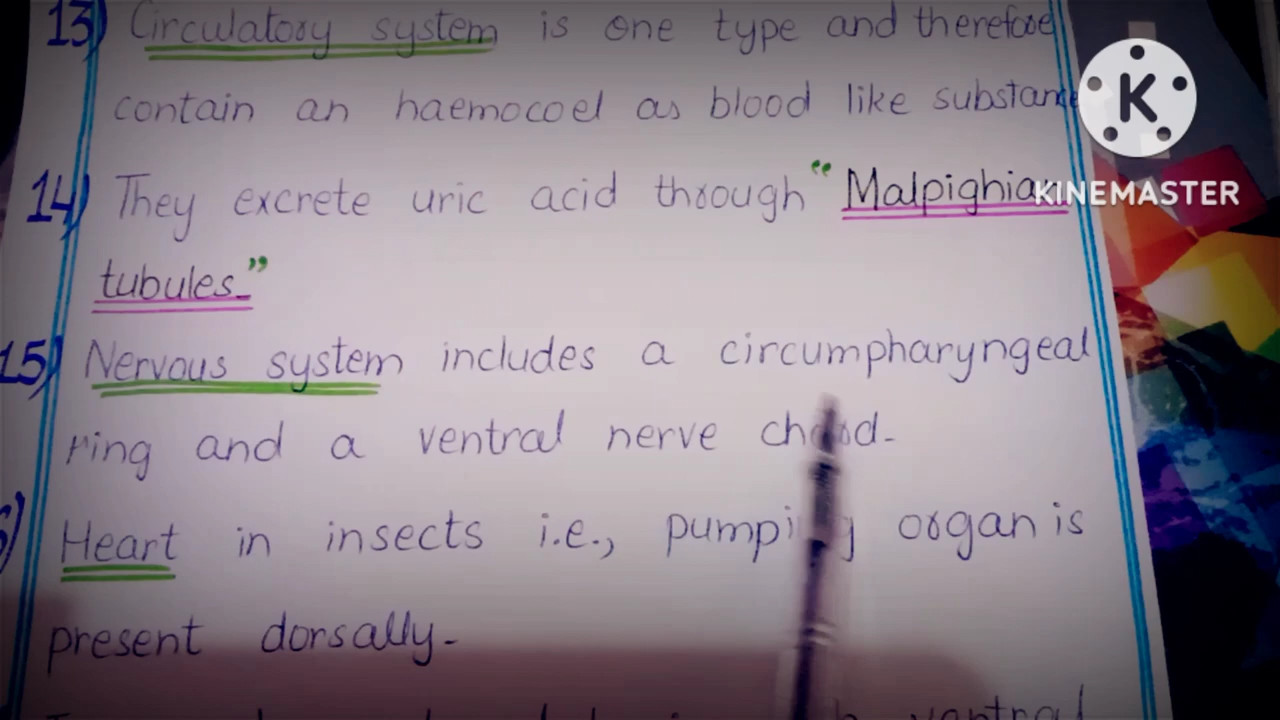 13) Circulatory system is one type and therefore
contain an haemocoel as blood like substance
14) They excrete uric acid through "Malpighian
tubules"
15) Nervous system includes a circumpharyngeal
ring and a ventral nerve chord.
Heart in insects i.e., pumping organ is
present dorsally.
ventral
K
KINEMASTER